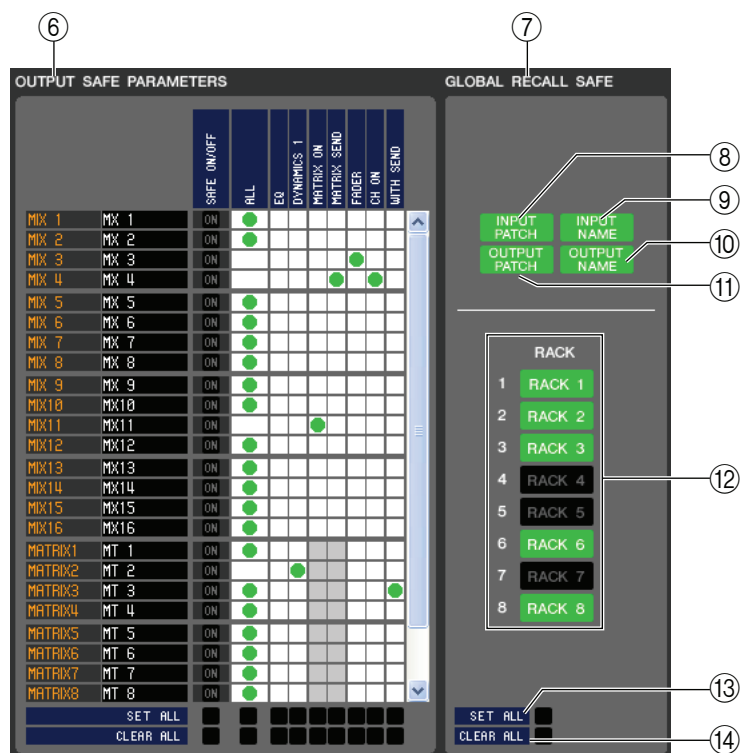 ⑥ ⑦
OUTPUT SAFE PARAMETERS
GLOBAL RECALL SAFE
SAFE ON/OFF
ALL
EQ
DYNAMICS 1
MATRIX ON
MATRIX SEND
FADER
CH ON
WITH SEND
MIX 1 MX 1 ON
MIX 2 MX 2 ON
MIX 3 MX 3 ON
MIX 4 MX 4 ON
MIX 5 MX 5 ON
MIX 6 MX 6 ON
MIX 7 MX 7 ON
MIX 8 MX 8 ON
MIX 9 MX 9 ON
MIX10 MX10 ON
MIX11 MX11 ON
MIX12 MX12 ON
MIX13 MX13 ON
MIX14 MX14 ON
MIX15 MX15 ON
MIX16 MX16 ON
MATRIX1 MT 1 ON
MATRIX2 MT 2 ON
MATRIX3 MT 3 ON
MATRIX4 MT 4 ON
MATRIX5 MT 5 ON
MATRIX6 MT 6 ON
MATRIX7 MT 7 ON
MATRIX8 MT 8 ON
SET ALL
CLEAR ALL
⑧
INPUT PATCH
INPUT NAME
⑨
OUTPUT PATCH
OUTPUT NAME
⑩
⑪
RACK
1 RACK 1
2 RACK 2
3 RACK 3
4 RACK 4
5 RACK 5
6 RACK 6
7 RACK 7
8 RACK 8
⑫
SET ALL ⑬
CLEAR ALL ⑭